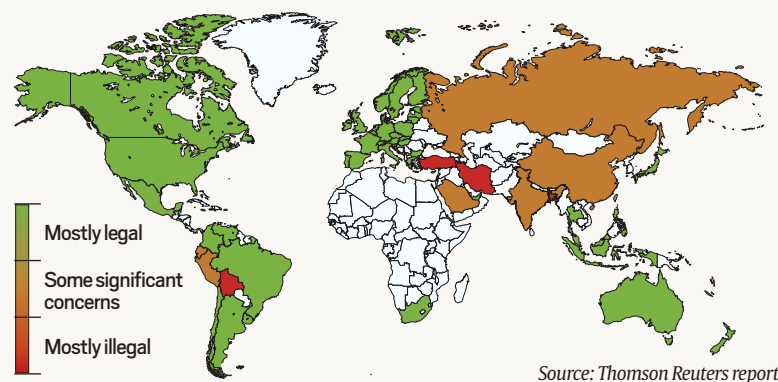 Mostly legal
Some significant
concerns
Mostly illegal
Source: Thomson Reuters report